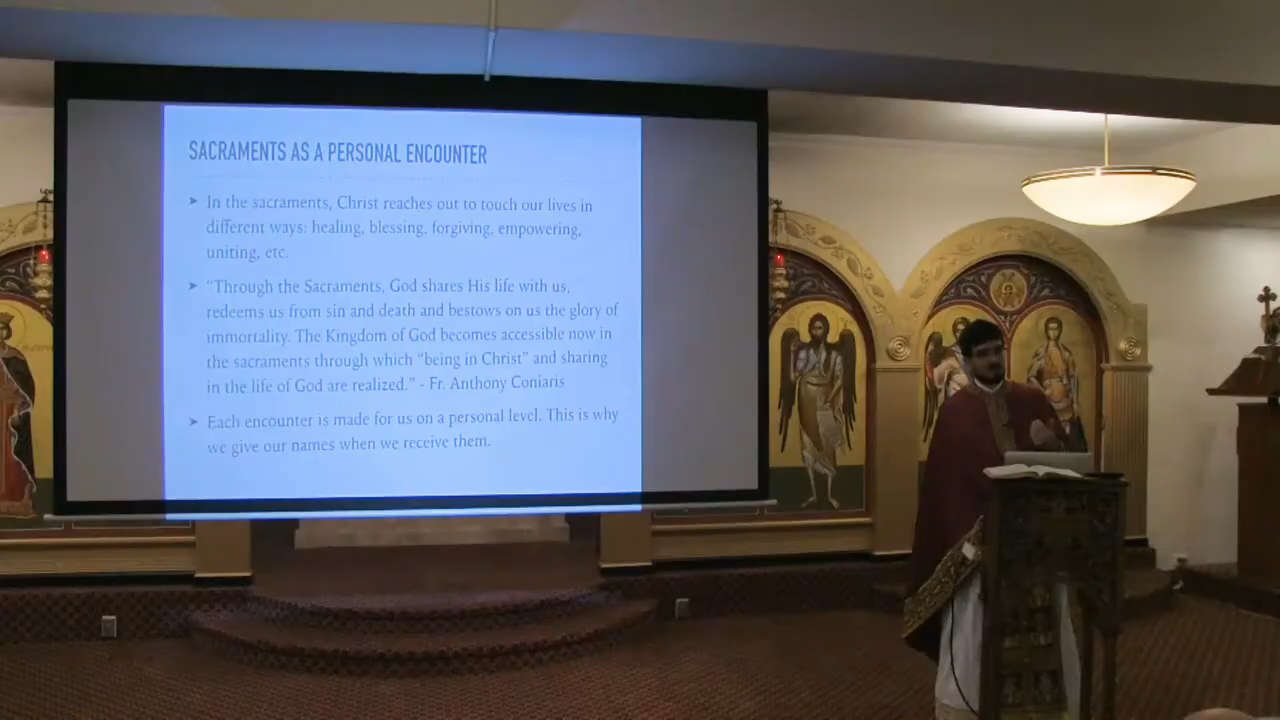 SACRAMENTS AS A PERSONAL ENCOUNTER
➤ In the sacraments, Christ reaches out to touch our lives in
different ways: healing, blessing, forgiving, empowering,
uniting, etc.
➤ “Through the Sacraments, God shares His life with us,
redeems us from sin and death and bestows on us the glory of
immortality. The Kingdom of God becomes accessible now in
the sacraments through which “being in Christ” and sharing
in the life of God are realized.” - Fr. Anthony Coniaris
➤ Each encounter is made for us on a personal level. This is why
we give our names when we receive them.